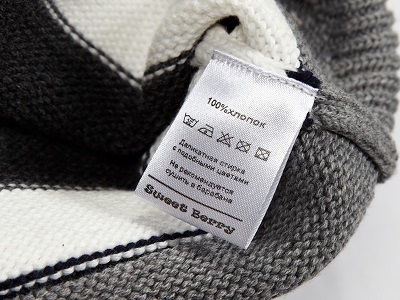 100%хлопок
Деликатная стирка
с подобными цветами
Не рекомендуется
сушить в барабане
Sweet Berry